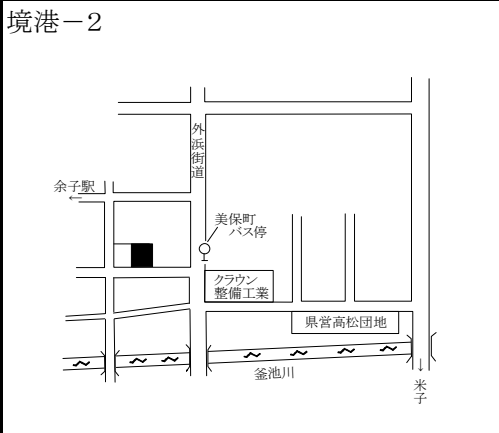 境港－2
外浜街道
余子駅
←
美保町
バス停
クラウン
整備工業
県営高松団地
釜池川
→
米子